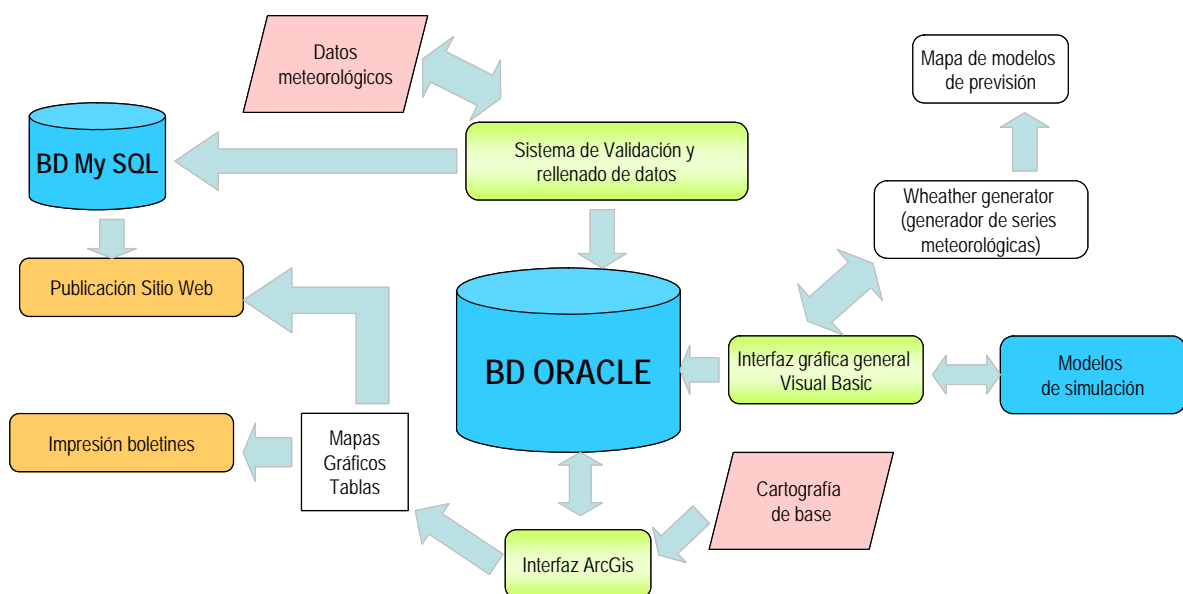 Datos
meteorológicos
Mapa de modelos
de previsión
BD My SQL
Sistema de Validación y
rellenado de datos
Wheather generator
(generador de series
meteorológicas)
Publicación Sitio Web
BD ORACLE
Interfaz gráfica general
Visual Basic
Modelos
de simulación
Impresión boletines
Mapas
Gráficos
Tablas
Cartografía
de base
Interfaz ArcGis